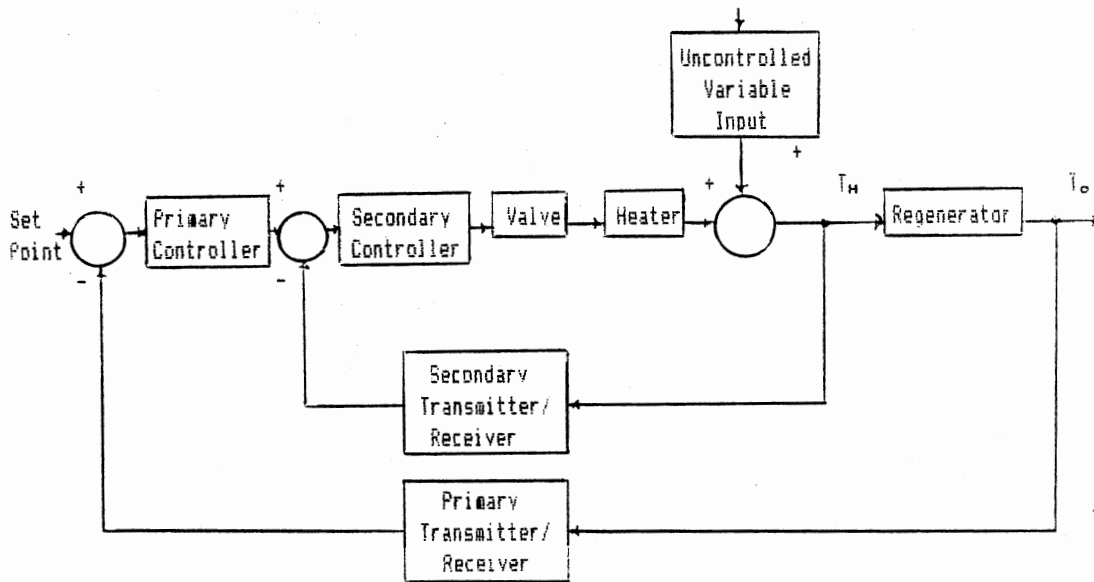 Uncontrolled
Variable
Input
+
+
+
+
T_H
T_o
Set
Point
Primary
Controller
Secondary
Controller
Valve
Heater
Regenerator
-
-
Secondary
Transmitter/
Receiver
Primary
Transmitter/
Receiver